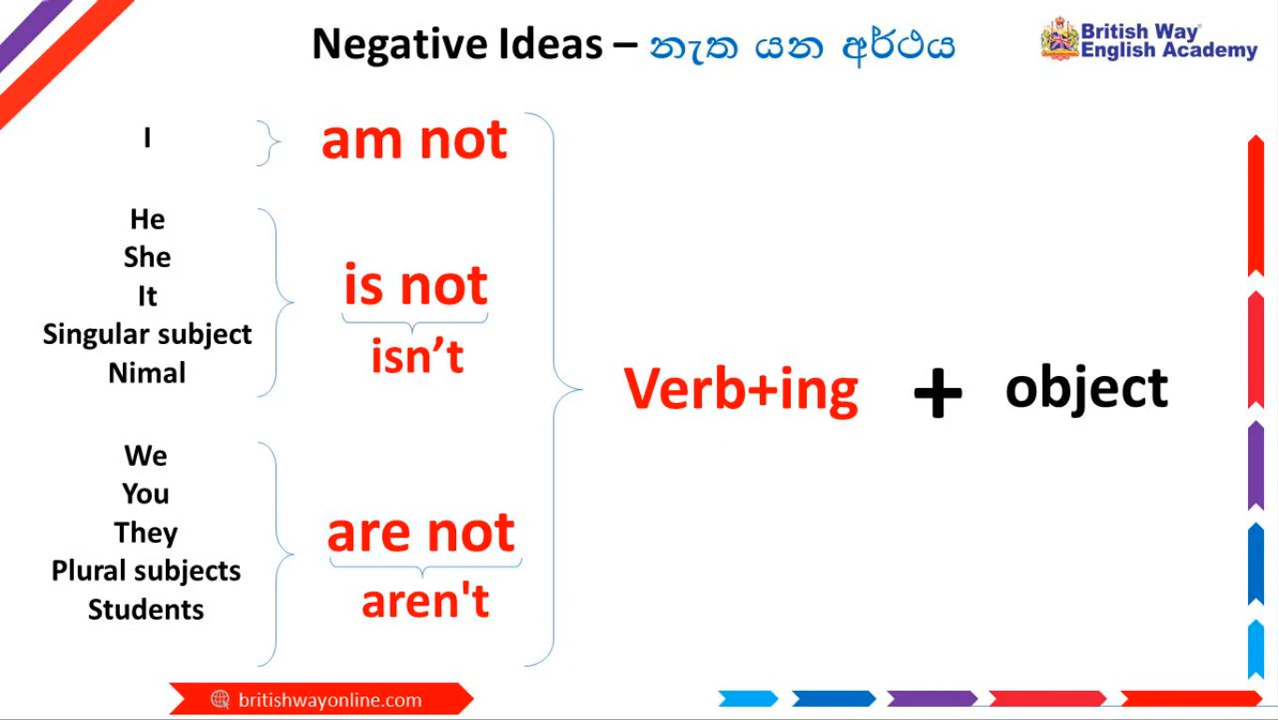 Negative Ideas – නැත යන අර්ථය
British Way
English Academy
I
am not
He
She
It
Singular subject
Nimal
is not
isn’t
We
You
They
Plural subjects
Students
are not
aren't
Verb+ing + object
britishwayonline.com